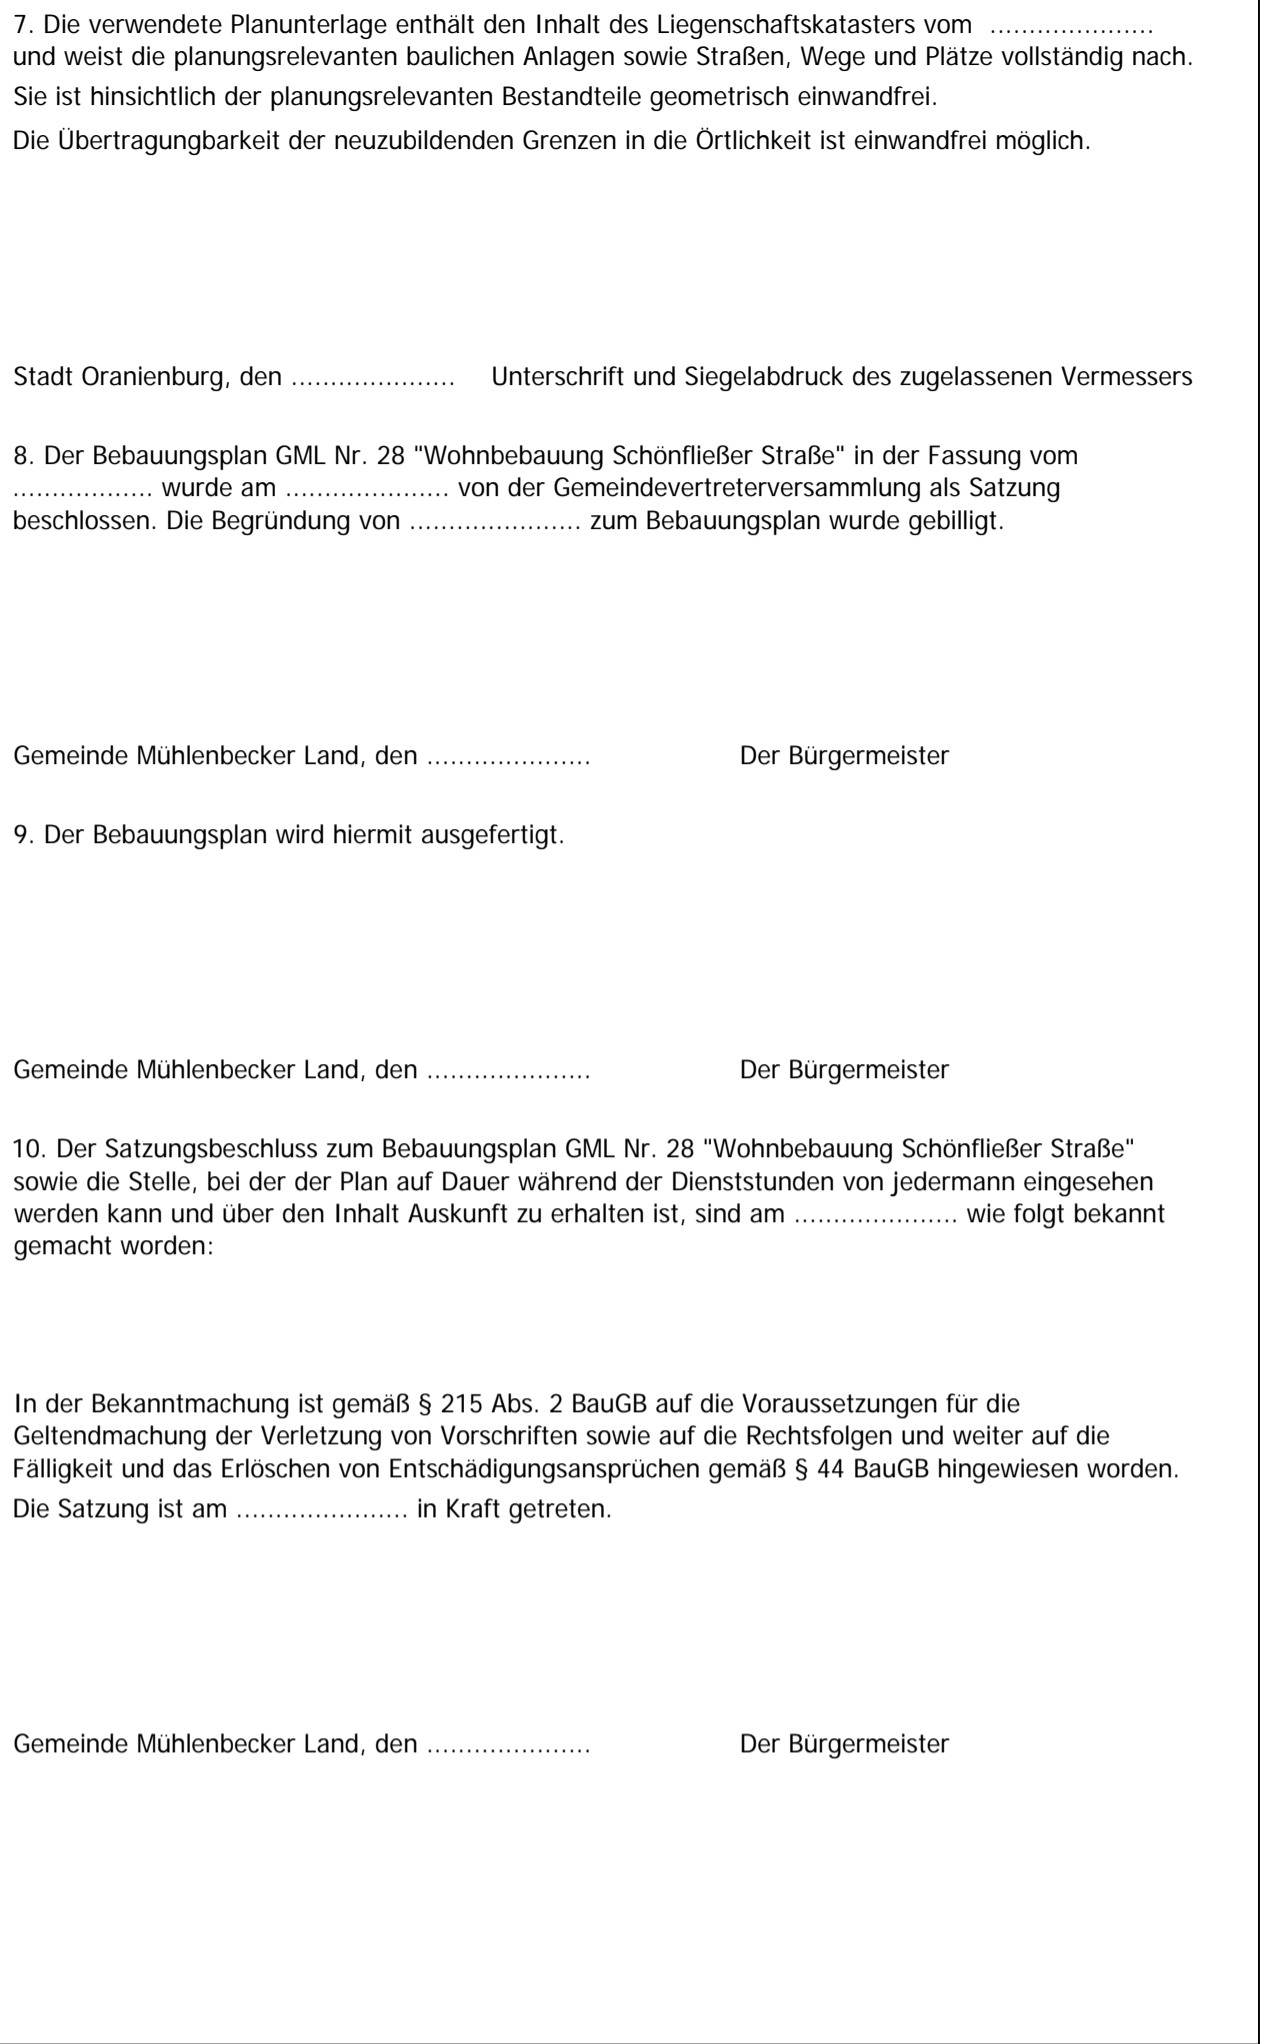 7. Die verwendete Planunterlage enthält den Inhalt des Liegenschaftskatasters vom .....................
und weist die planungsrelevanten baulichen Anlagen sowie Straßen, Wege und Plätze vollständig nach.
Sie ist hinsichtlich der planungsrelevanten Bestandteile geometrisch einwandfrei.
Die Übertragungbarkeit der neuzubildenden Grenzen in die Örtlichkeit ist einwandfrei möglich.
Stadt Oranienburg, den ..................... Unterschrift und Siegelabdruck des zugelassenen Vermessers
8. Der Bebauungsplan GML Nr. 28 "Wohnbebauung Schönfließer Straße" in der Fassung vom
.................. wurde am ..................... von der Gemeindevertreterversammlung als Satzung
beschlossen. Die Begründung von ...................... zum Bebauungsplan wurde gebilligt.
Gemeinde Mühlenbecker Land, den ..................... Der Bürgermeister
9. Der Bebauungsplan wird hiermit ausgefertigt.
Gemeinde Mühlenbecker Land, den ..................... Der Bürgermeister
10. Der Satzungsbeschluss zum Bebauungsplan GML Nr. 28 "Wohnbebauung Schönfließer Straße"
sowie die Stelle, bei der der Plan auf Dauer während der Dienststunden von jedermann eingesehen
werden kann und über den Inhalt Auskunft zu erhalten ist, sind am ..................... wie folgt bekannt
gemacht worden:
In der Bekanntmachung ist gemäß § 215 Abs. 2 BauGB auf die Voraussetzungen für die
Geltendmachung der Verletzung von Vorschriften sowie auf die Rechtsfolgen und weiter auf die
Fälligkeit und das Erlöschen von Entschädigungsansprüchen gemäß § 44 BauGB hingewiesen worden.
Die Satzung ist am ...................... in Kraft getreten.
Gemeinde Mühlenbecker Land, den ..................... Der Bürgermeister